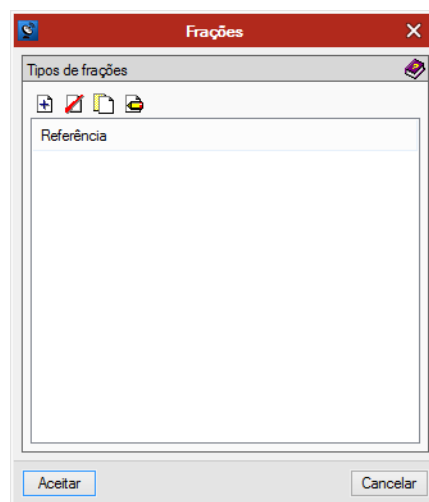 Frações
Tipos de frações
Referência
Aceitar
Cancelar